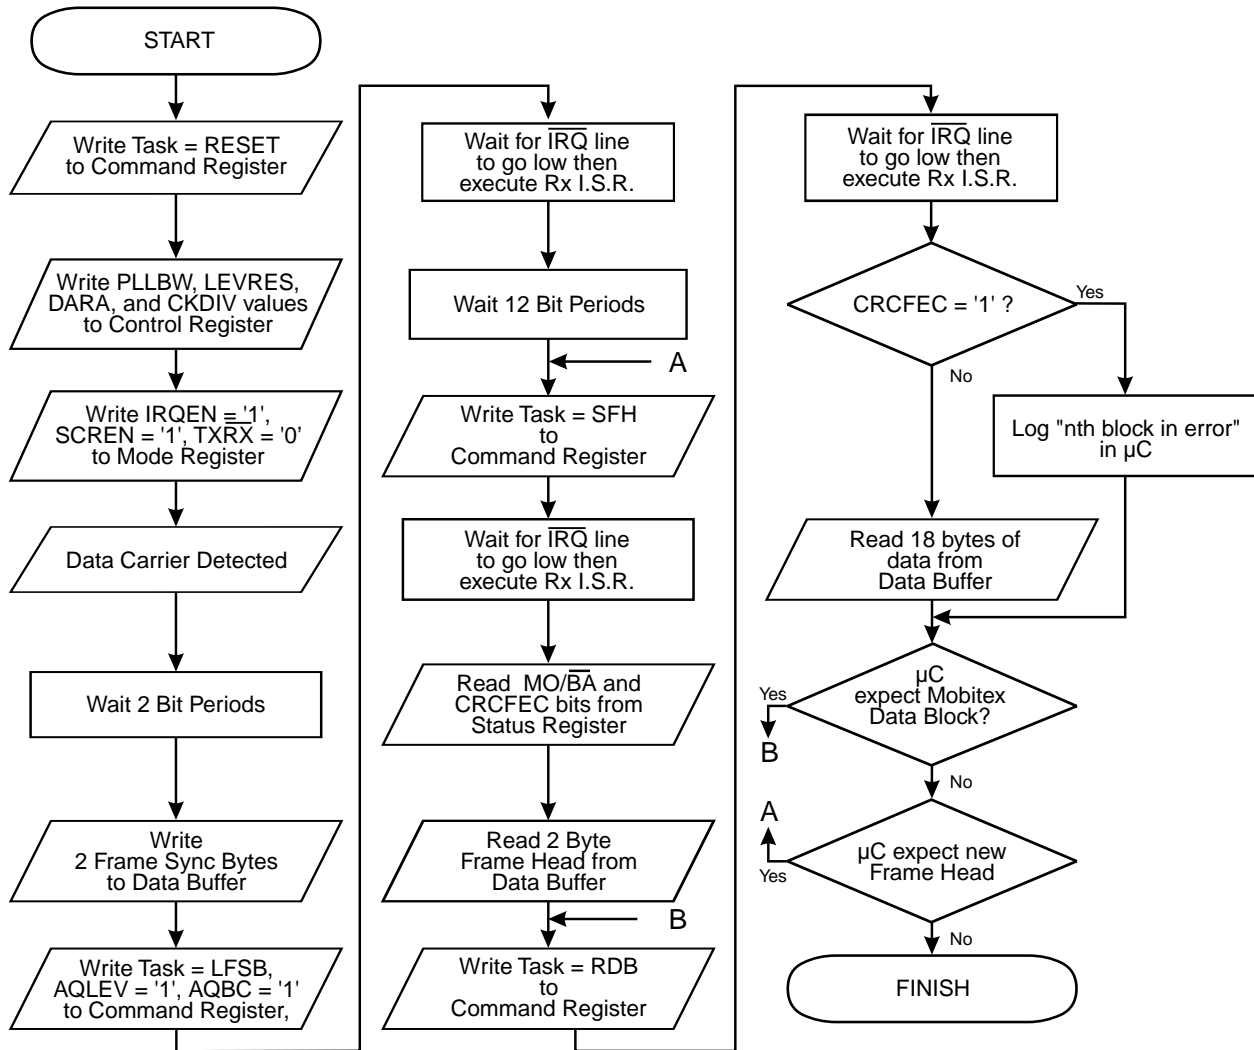 START
Write Task = RESET
to Command Register
Write PLLBW, LEVRES,
DARA, and CKDIV values
to Control Register
Write IRQEN = '1',
SCREN = '1', TXR̅X̅ = '0'
to Mode Register
Data Carrier Detected
Wait 2 Bit Periods
Write
2 Frame Sync Bytes
to Data Buffer
Write Task = LFSB,
AQLEV = '1', AQBC = '1'
to Command Register,
Wait for I̅R̅Q̅ line
to go low then
execute Rx I.S.R.
Wait 12 Bit Periods
A
Write Task = SFH
to
Command Register
Wait for I̅R̅Q̅ line
to go low then
execute Rx I.S.R.
Read MO/B̅A̅ and
CRCFEC bits from
Status Register
Read 2 Byte
Frame Head from
Data Buffer
B
Write Task = RDB
to
Command Register
Wait for I̅R̅Q̅ line
to go low then
execute Rx I.S.R.
CRCFEC = '1' ?
Yes
No
Log "nth block in error"
in µC
Read 18 bytes of
data from
Data Buffer
µC
expect Mobitex
Data Block?
Yes
B
No
A
µC expect new
Frame Head
Yes
No
FINISH